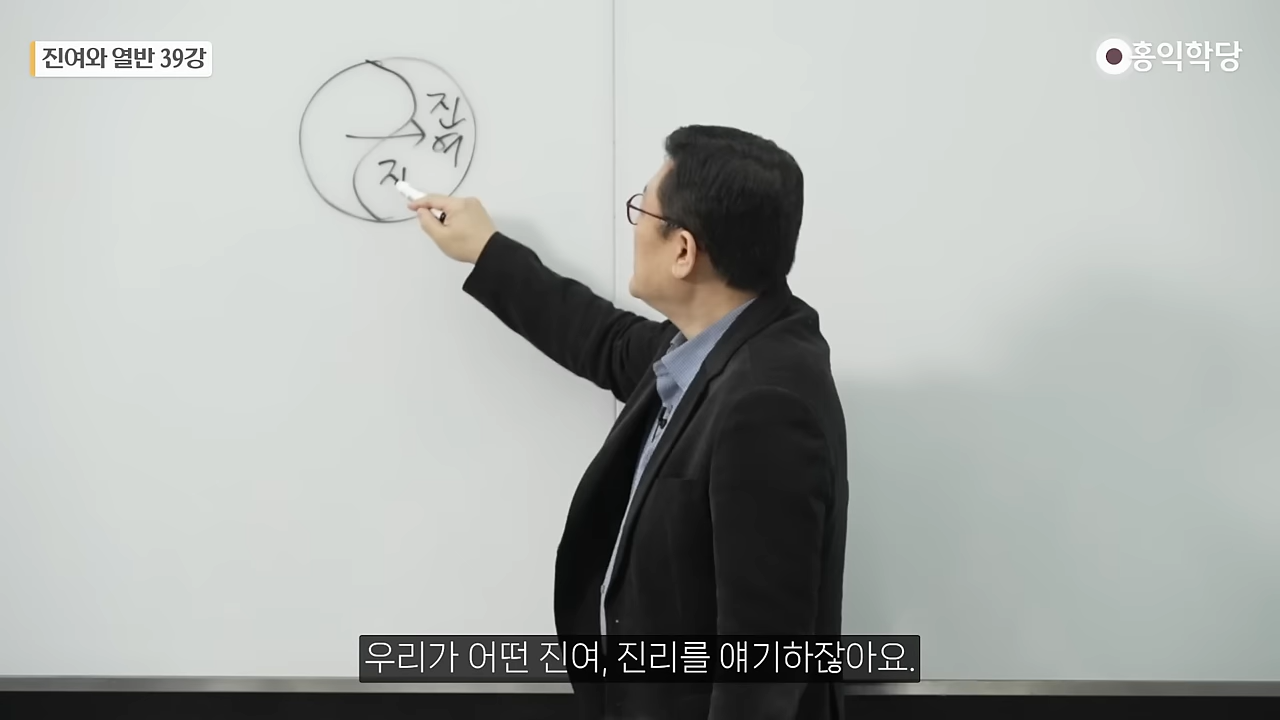 진여와 열반 39강
홍익학당
진
여
우리가 어떤 진여, 진리를 얘기하잖아요.